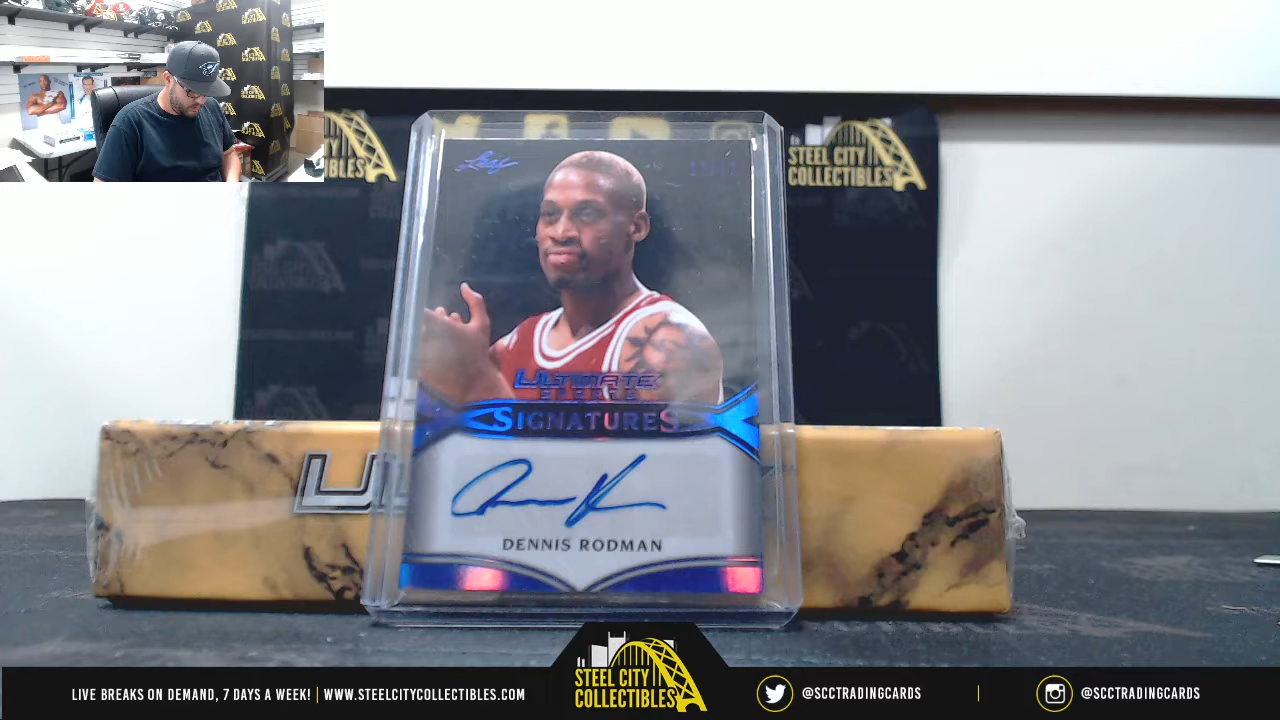 STEEL CITY
COLLECTIBLES
Leaf
ULTIMATE
SPORTS
SIGNATURES
DENNIS RODMAN
U
LIVE BREAKS ON DEMAND, 7 DAYS A WEEK! | WWW.STEELCITYCOLLECTIBLES.COM
STEEL CITY
COLLECTIBLES
@SCCTRADINGCARDS
@SCCTRADINGCARDS